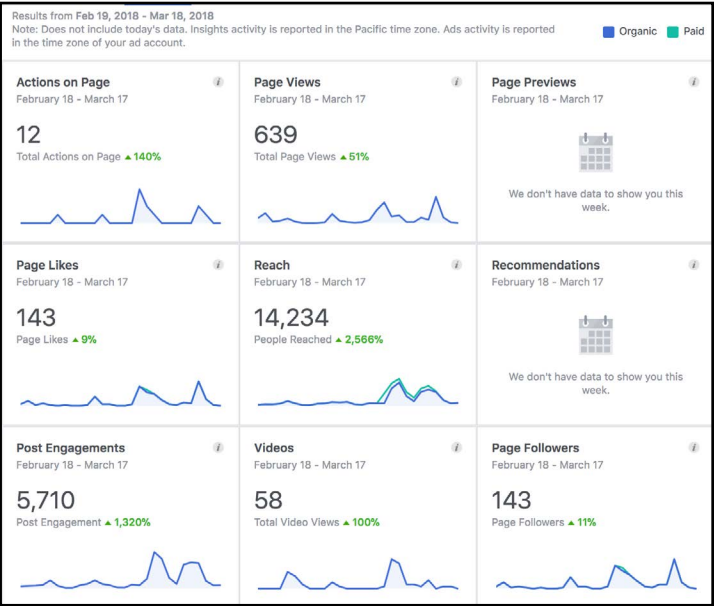 Results from Feb 19, 2018 - Mar 18, 2018
Note: Does not include today's data. Insights activity is reported in the Pacific time zone. Ads activity is reported
in the time zone of your ad account.
Organic Paid
Actions on Page i
February 18 - March 17
12
Total Actions on Page ▲ 140%
Page Views i
February 18 - March 17
639
Total Page Views ▲ 51%
Page Previews i
February 18 - March 17
We don't have data to show you this
week.
Page Likes i
February 18 - March 17
143
Page Likes ▲ 9%
Reach i
February 18 - March 17
14,234
People Reached ▲ 2,566%
Recommendations i
February 18 - March 17
We don't have data to show you this
week.
Post Engagements i
February 18 - March 17
5,710
Post Engagement ▲ 1,320%
Videos i
February 18 - March 17
58
Total Video Views ▲ 100%
Page Followers i
February 18 - March 17
143
Page Followers ▲ 11%